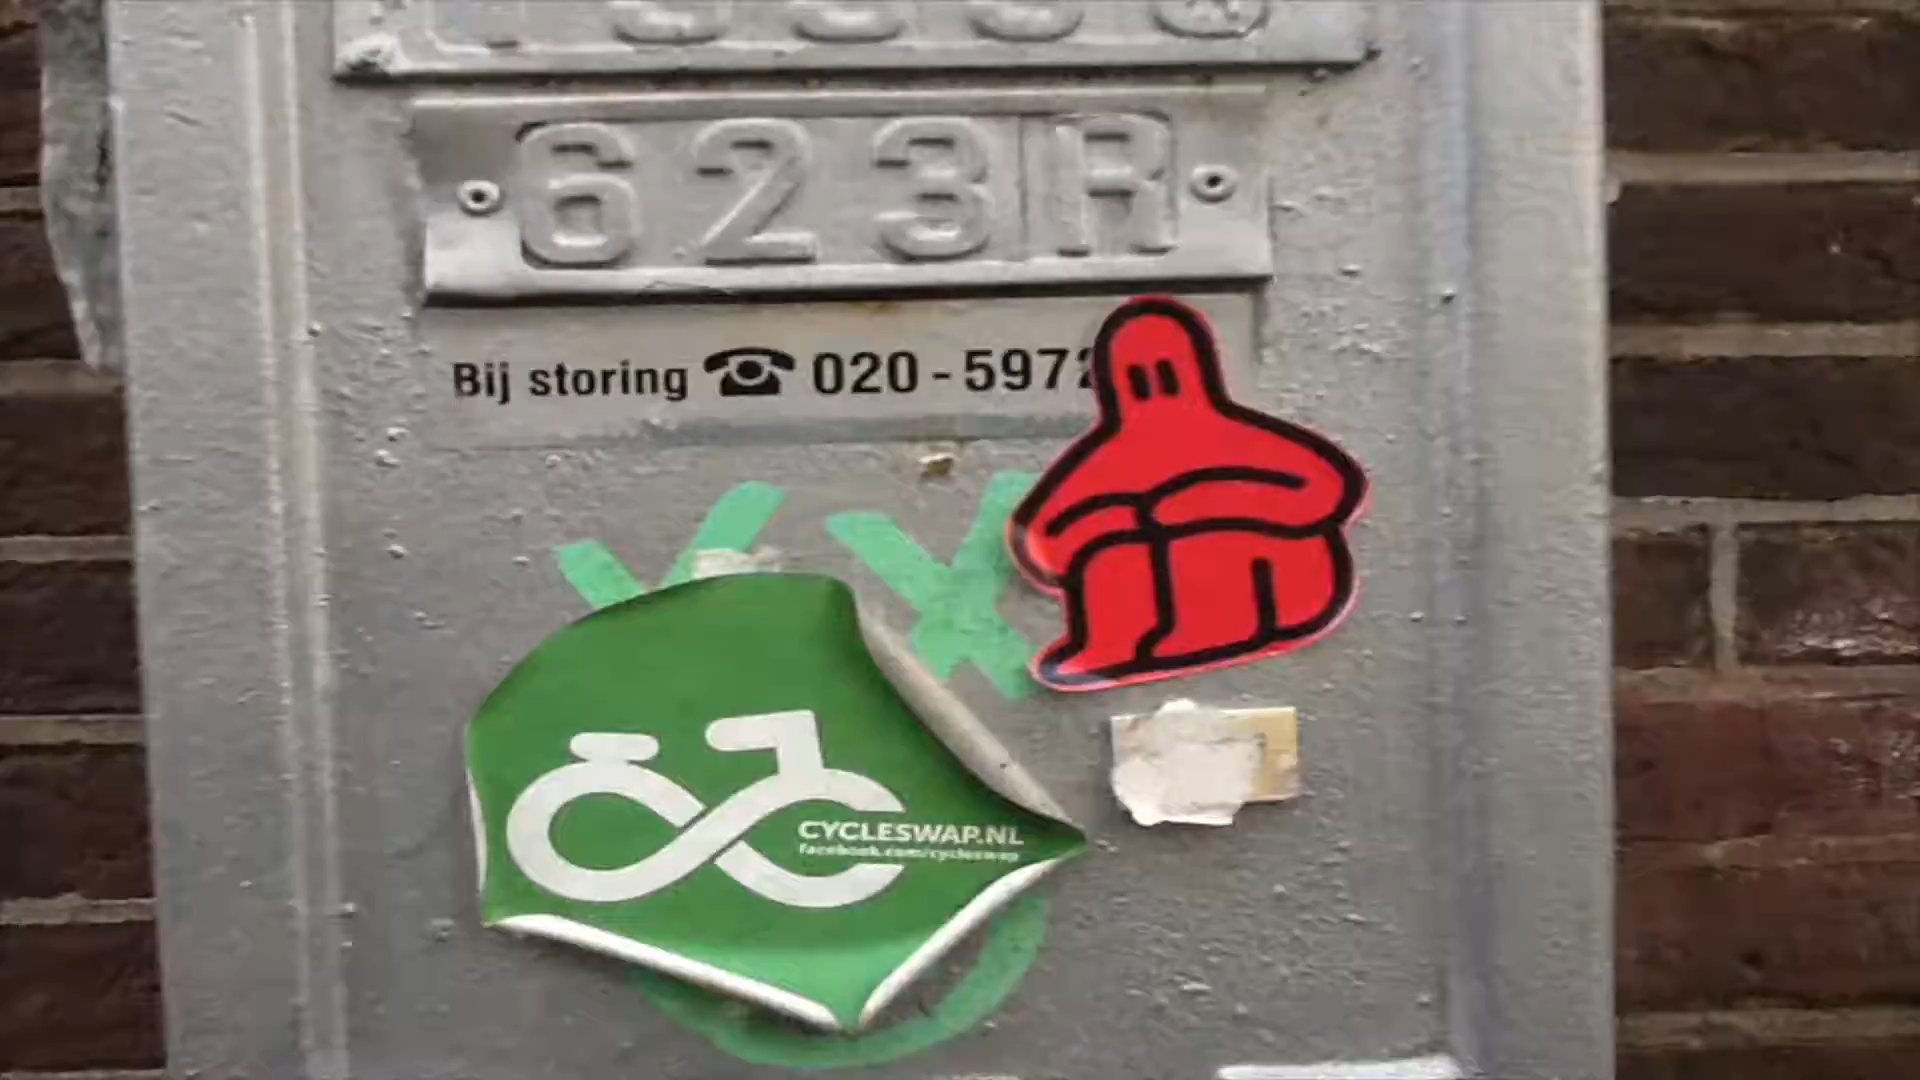 623R
Bij storing ☎ 020 - 5972
CYCLESWAP.NL
facebook.com/cycleswap